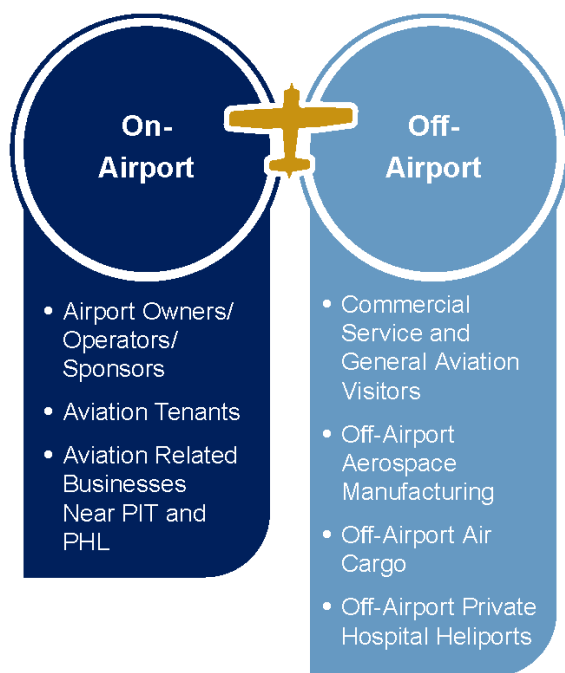 On-
Airport
• Airport Owners/
Operators/
Sponsors
• Aviation Tenants
• Aviation Related
Businesses
Near PIT and
PHL
Off-
Airport
• Commercial
Service and
General Aviation
Visitors
• Off-Airport
Aerospace
Manufacturing
• Off-Airport Air
Cargo
• Off-Airport Private
Hospital Heliports